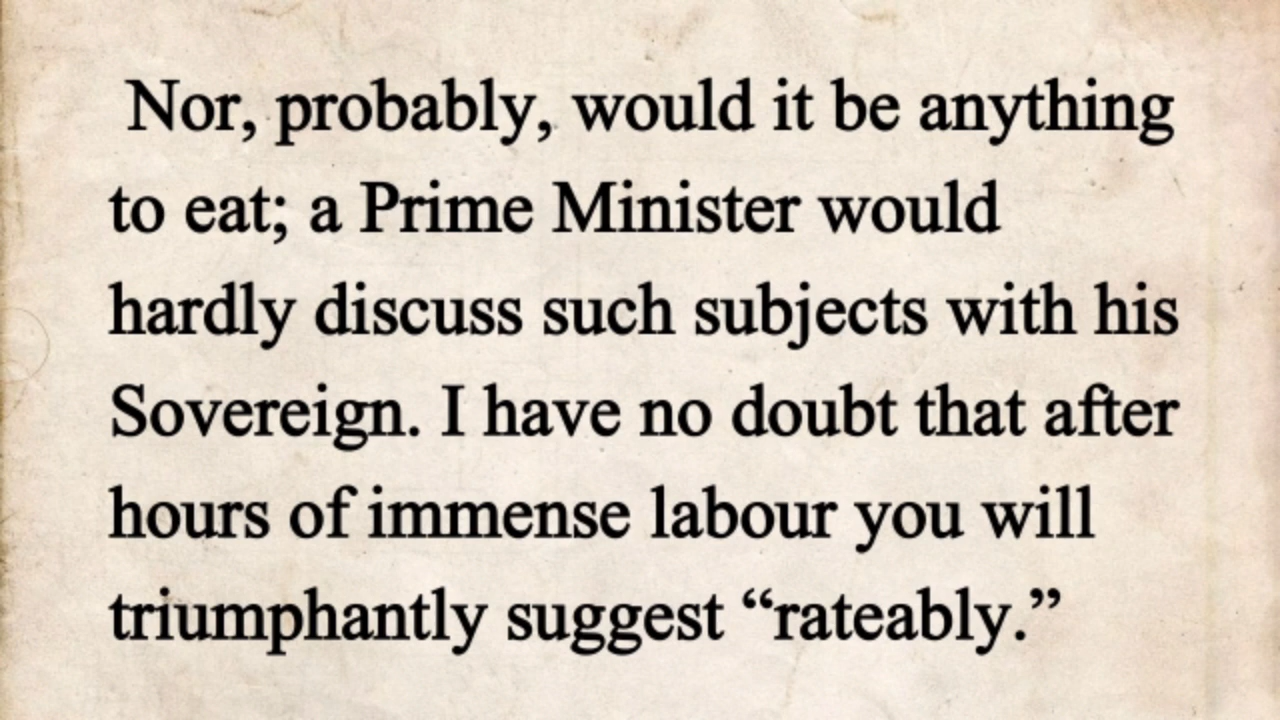 Nor, probably, would it be anything
to eat; a Prime Minister would
hardly discuss such subjects with his
Sovereign. I have no doubt that after
hours of immense labour you will
triumphantly suggest “rateably.”